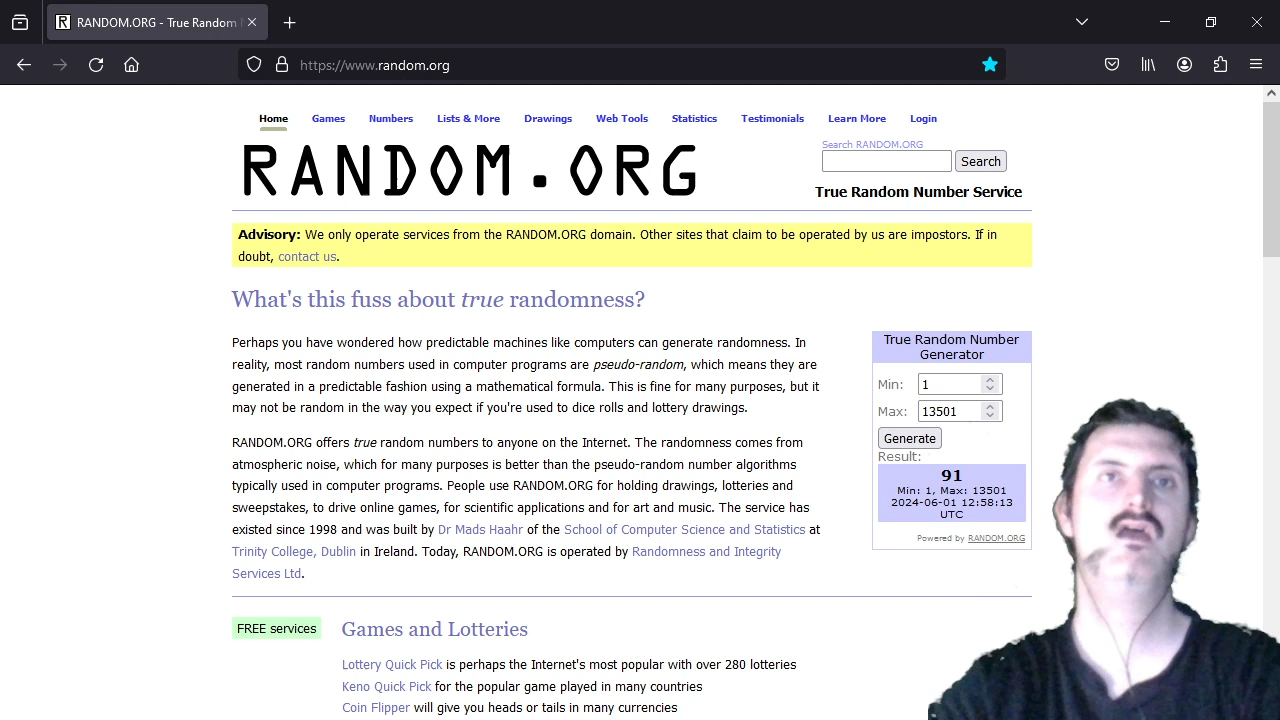 RANDOM.ORG - True Random
https://www.random.org
Home Games Numbers Lists & More Drawings Web Tools Statistics Testimonials Learn More Login
RANDOM.ORG
Search RANDOM.ORG
Search
True Random Number Service
Advisory: We only operate services from the RANDOM.ORG domain. Other sites that claim to be operated by us are impostors. If in
doubt, contact us.
What's this fuss about true randomness?
Perhaps you have wondered how predictable machines like computers can generate randomness. In
reality, most random numbers used in computer programs are pseudo-random, which means they are
generated in a predictable fashion using a mathematical formula. This is fine for many purposes, but it
may not be random in the way you expect if you're used to dice rolls and lottery drawings.
RANDOM.ORG offers true random numbers to anyone on the Internet. The randomness comes from
atmospheric noise, which for many purposes is better than the pseudo-random number algorithms
typically used in computer programs. People use RANDOM.ORG for holding drawings, lotteries and
sweepstakes, to drive online games, for scientific applications and for art and music. The service has
existed since 1998 and was built by Dr Mads Haahr of the School of Computer Science and Statistics at
Trinity College, Dublin in Ireland. Today, RANDOM.ORG is operated by Randomness and Integrity
Services Ltd.
True Random Number
Generator
Min: 1
Max: 13501
Generate
Result:
91
Min: 1, Max: 13501
2024-06-01 12:58:13
UTC
Powered by RANDOM.ORG
FREE services
Games and Lotteries
Lottery Quick Pick is perhaps the Internet's most popular with over 280 lotteries
Keno Quick Pick for the popular game played in many countries
Coin Flipper will give you heads or tails in many currencies